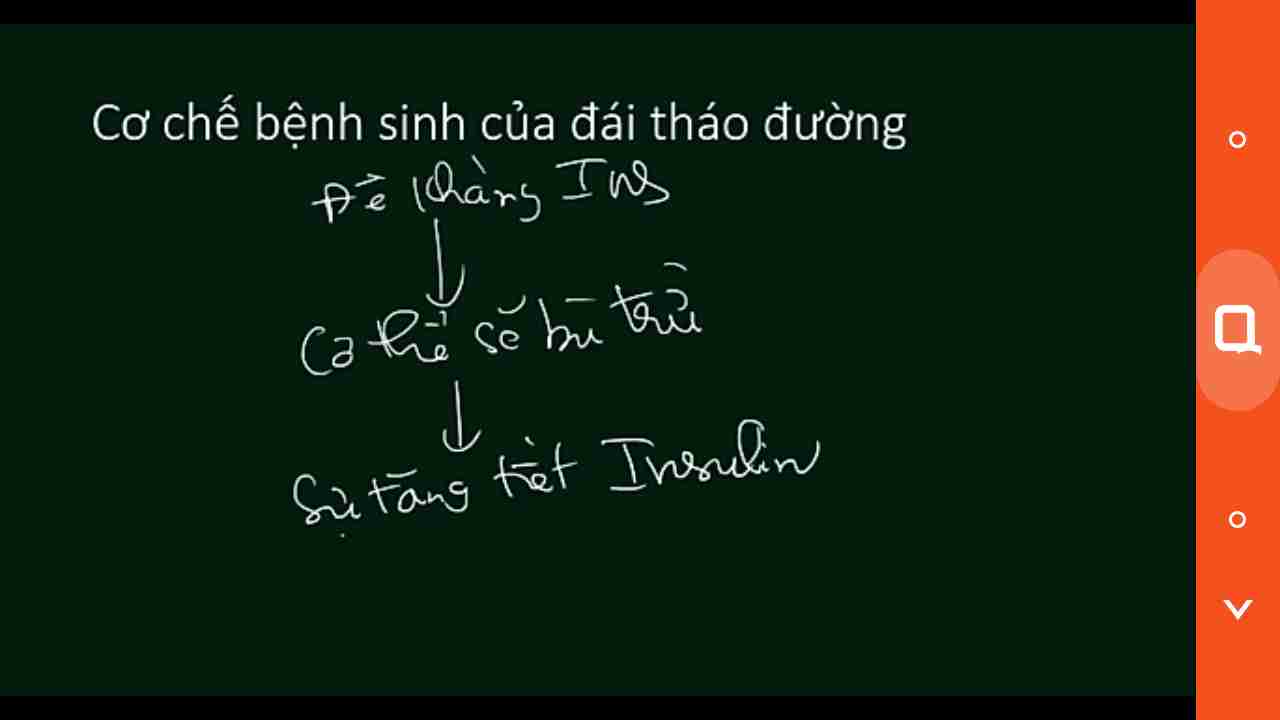 Cơ chế bệnh sinh của đái tháo đường
Đề kháng Ins
Cơ thể sẽ bù trừ
Sự tăng tiết Insulin